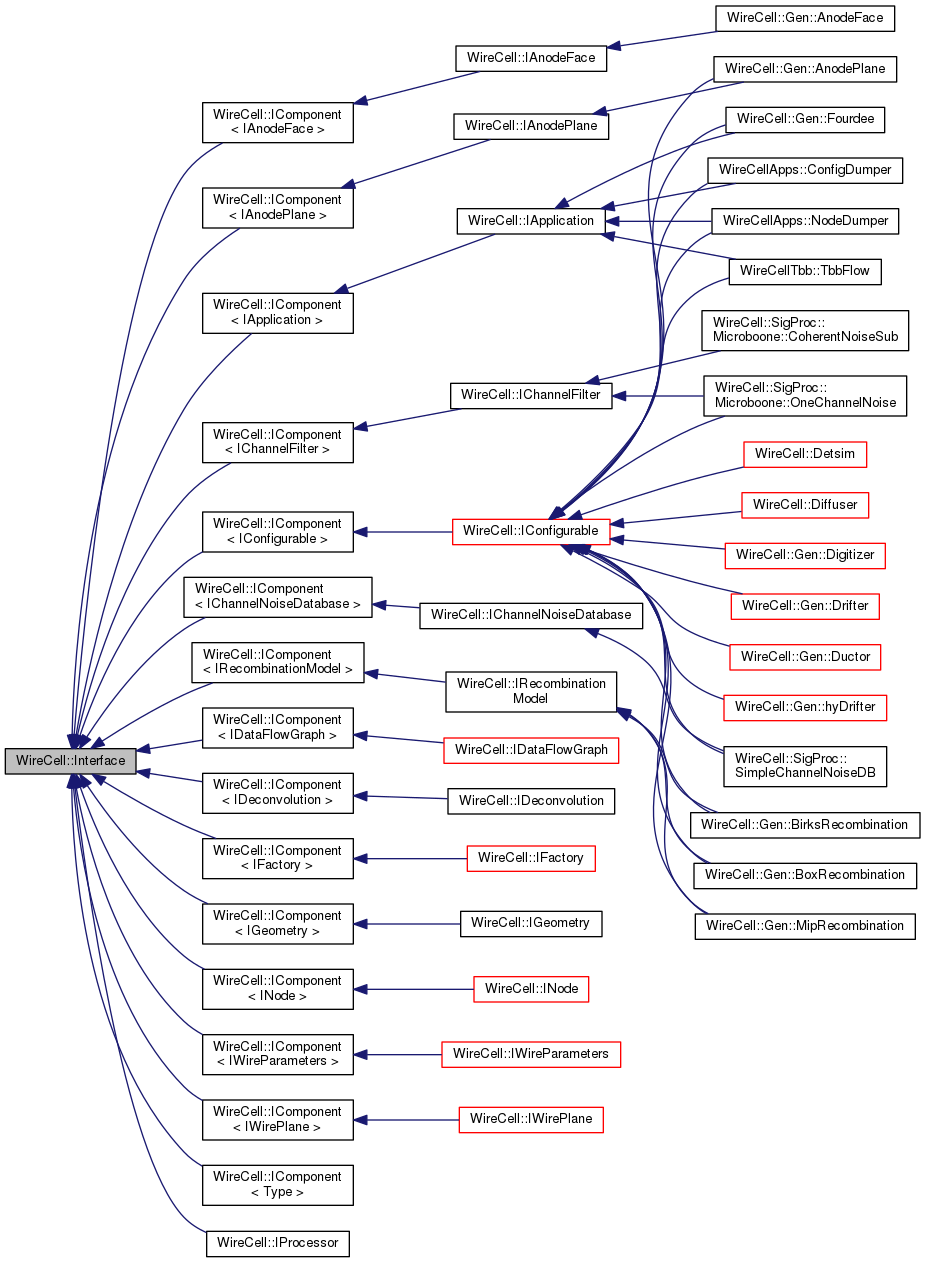 WireCell::Interface
WireCell::IComponent
< IAnodeFace >
WireCell::IComponent
< IAnodePlane >
WireCell::IComponent
< IApplication >
WireCell::IComponent
< IChannelFilter >
WireCell::IComponent
< IConfigurable >
WireCell::IComponent
< IChannelNoiseDatabase >
WireCell::IComponent
< IRecombinationModel >
WireCell::IComponent
< IDataFlowGraph >
WireCell::IComponent
< IDeconvolution >
WireCell::IComponent
< IFactory >
WireCell::IComponent
< IGeometry >
WireCell::IComponent
< INode >
WireCell::IComponent
< IWireParameters >
WireCell::IComponent
< IWirePlane >
WireCell::IComponent
< Type >
WireCell::IProcessor
WireCell::IAnodeFace
WireCell::IAnodePlane
WireCell::IApplication
WireCell::IChannelFilter
WireCell::IConfigurable
WireCell::IChannelNoiseDatabase
WireCell::IRecombination
Model
WireCell::IDataFlowGraph
WireCell::IDeconvolution
WireCell::IFactory
WireCell::IGeometry
WireCell::INode
WireCell::IWireParameters
WireCell::IWirePlane
WireCell::Gen::AnodeFace
WireCell::Gen::AnodePlane
WireCell::Gen::Fourdee
WireCellApps::ConfigDumper
WireCellApps::NodeDumper
WireCellTbb::TbbFlow
WireCell::SigProc::
Microboone::CoherentNoiseSub
WireCell::SigProc::
Microboone::OneChannelNoise
WireCell::Detsim
WireCell::Diffuser
WireCell::Gen::Digitizer
WireCell::Gen::Drifter
WireCell::Gen::Ductor
WireCell::Gen::hyDrifter
WireCell::SigProc::
SimpleChannelNoiseDB
WireCell::Gen::BirksRecombination
WireCell::Gen::BoxRecombination
WireCell::Gen::MipRecombination